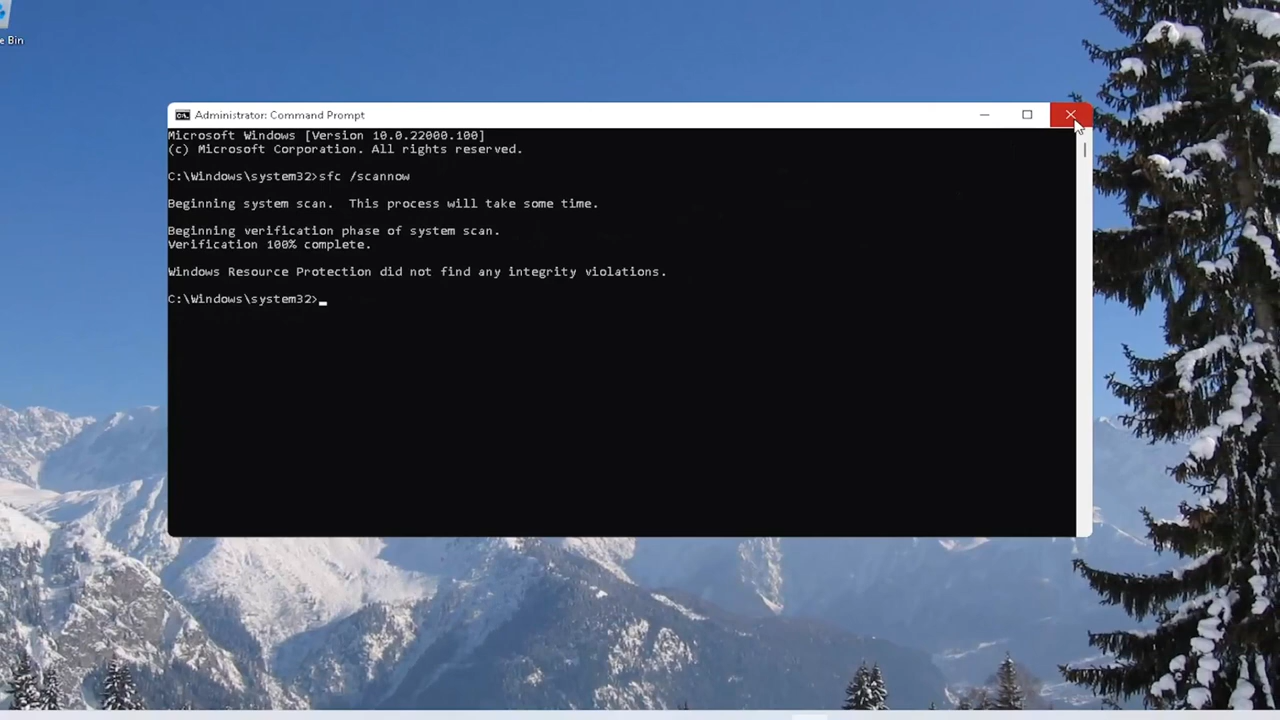 e Bin
Administrator: Command Prompt
Microsoft Windows [Version 10.0.22000.100]
(c) Microsoft Corporation. All rights reserved.
C:\Windows\system32>sfc /scannow
Beginning system scan.  This process will take some time.
Beginning verification phase of system scan.
Verification 100% complete.
Windows Resource Protection did not find any integrity violations.
C:\Windows\system32>